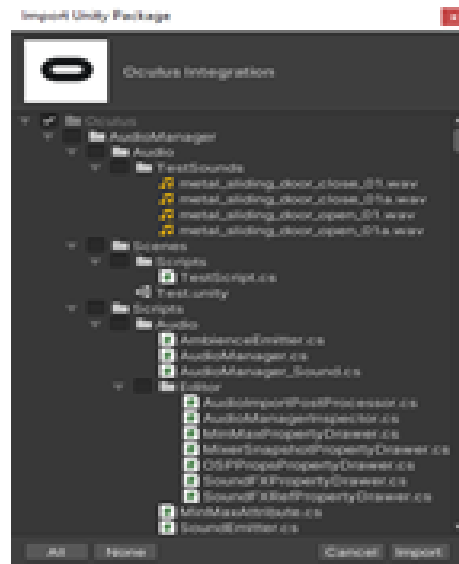 Import Unity Package
Oculus Integration
Oculus
AudioManager
Audio
TestSounds
metal_sliding_door_close_01.wav
metal_sliding_door_close_01a.wav
metal_sliding_door_open_01.wav
metal_sliding_door_open_01a.wav
Scenes
Scripts
TestScript.cs
Test.unity
Scripts
Audio
AmbienceEmitter.cs
AudioManager.cs
AudioManager_Sound.cs
Editor
AudioImportPostProcessor.cs
AudioManagerInspector.cs
MinMaxPropertyDrawer.cs
MixerSnapshotPropertyDrawer.cs
OSPPropsPropertyDrawer.cs
SoundFXPropertyDrawer.cs
SoundFXRefPropertyDrawer.cs
MinMaxAttribute.cs
SoundEmitter.cs
All None Cancel Import